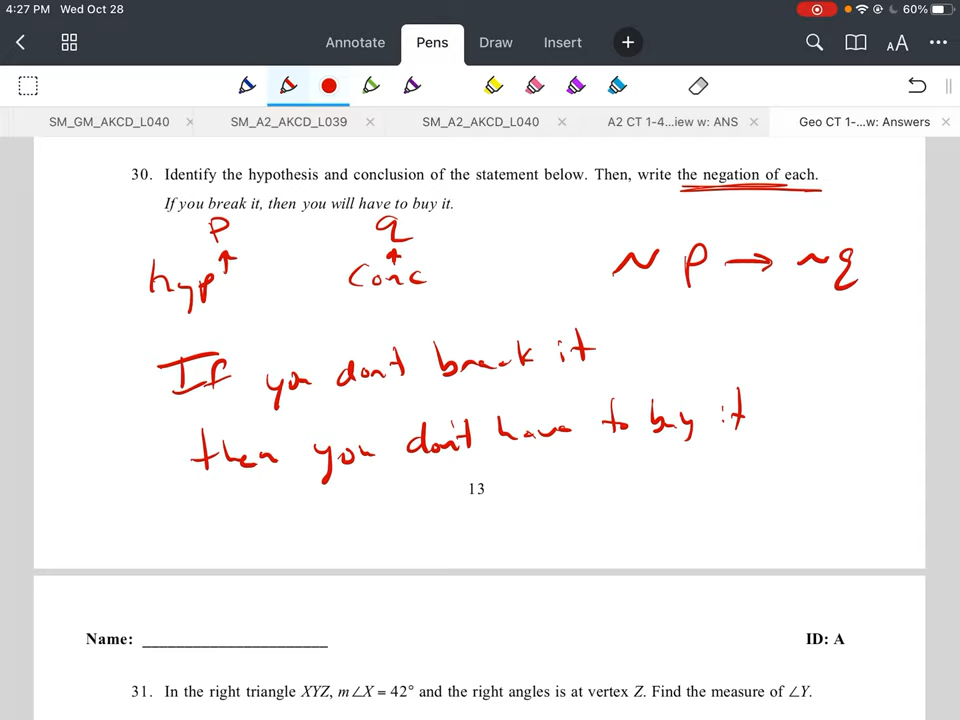 4:27 PM Wed Oct 28 60%
Annotate Pens Draw Insert + AA
SM_GM_AKCD_L040 × SM_A2_AKCD_L039 × SM_A2_AKCD_L040 × A2 CT 1-4...iew w: ANS × Geo CT 1-...w: Answers ×
30. Identify the hypothesis and conclusion of the statement below. Then, write the negation of each.
If you break it, then you will have to buy it.
P q
hyp conc ~ p → ~q
If you don't break it
then you don't have to buy it
13
Name: ______________________ ID: A
31. In the right triangle XYZ, m∠X = 42° and the right angles is at vertex Z. Find the measure of ∠Y.